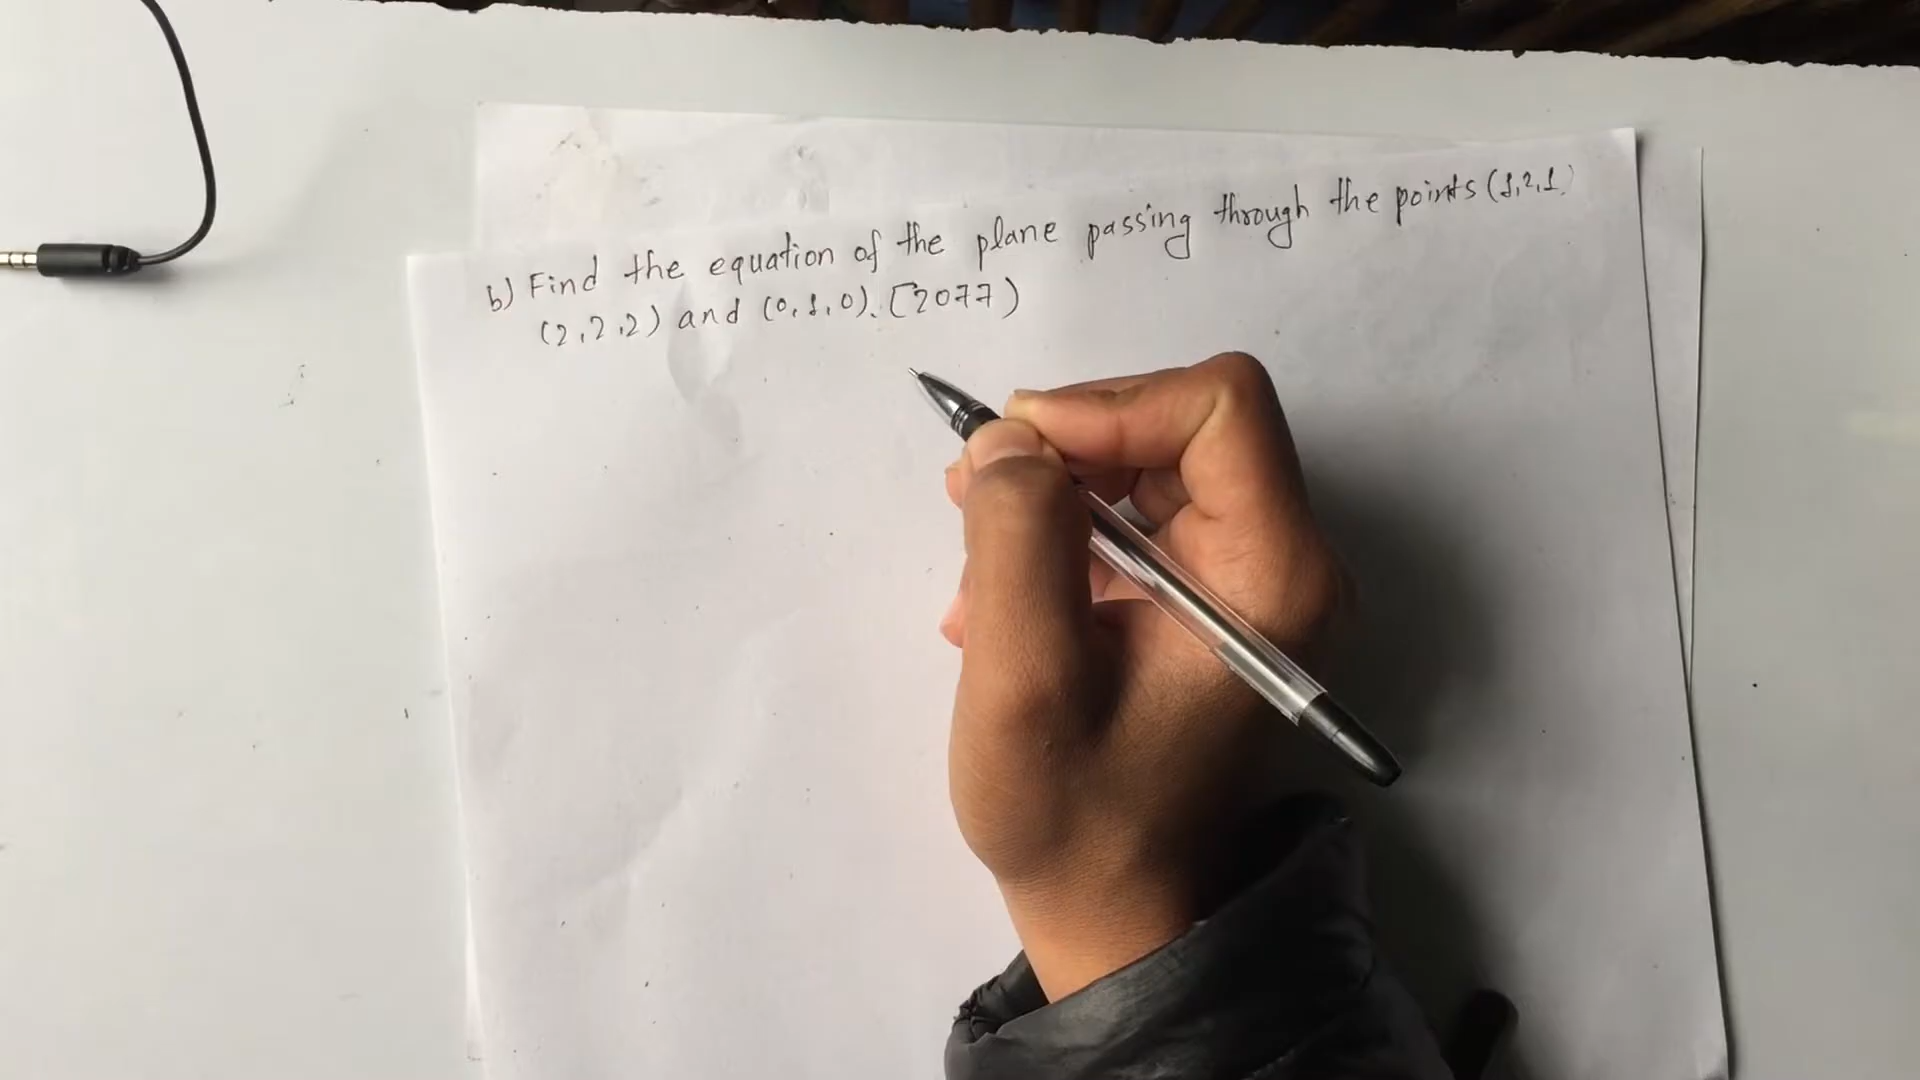 b) Find the equation of the plane passing through the points (1,2,1)
(2,2,2) and (0,1,0). [2077)